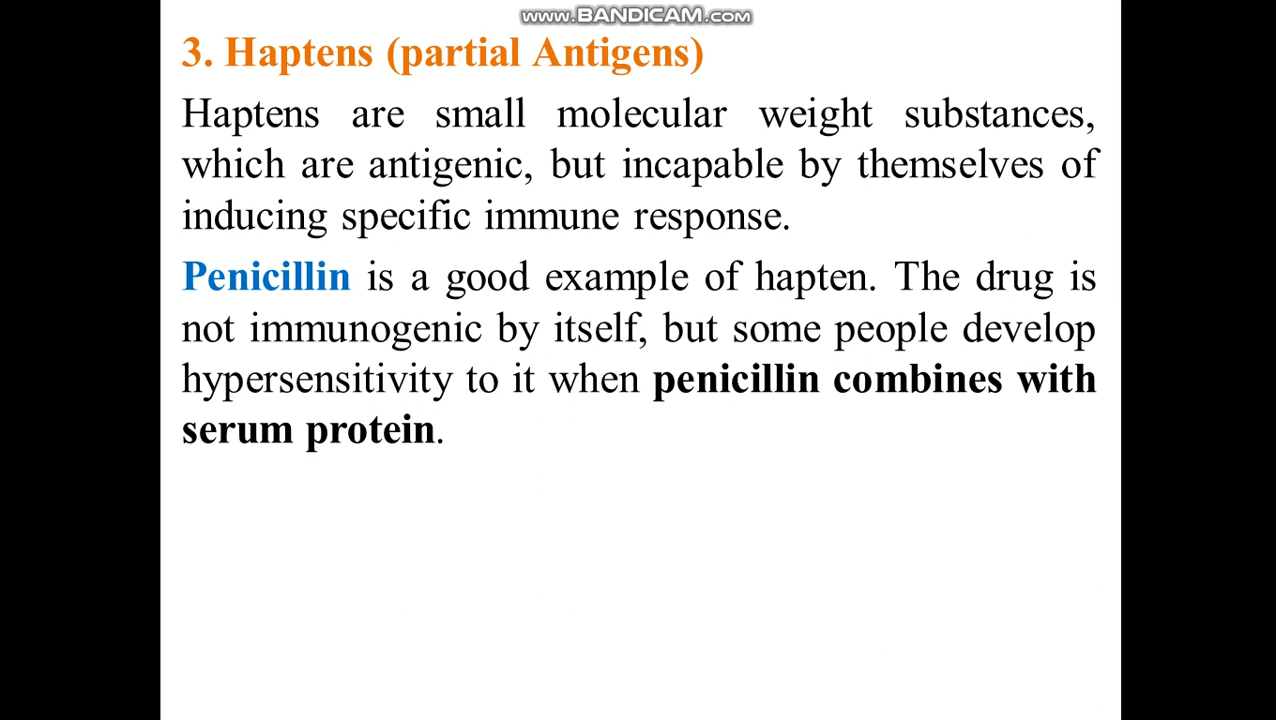 www.BANDICAM.com
3. Haptens (partial Antigens)
Haptens are small molecular weight substances,
which are antigenic, but incapable by themselves of
inducing specific immune response.
Penicillin is a good example of hapten. The drug is
not immunogenic by itself, but some people develop
hypersensitivity to it when penicillin combines with
serum protein.